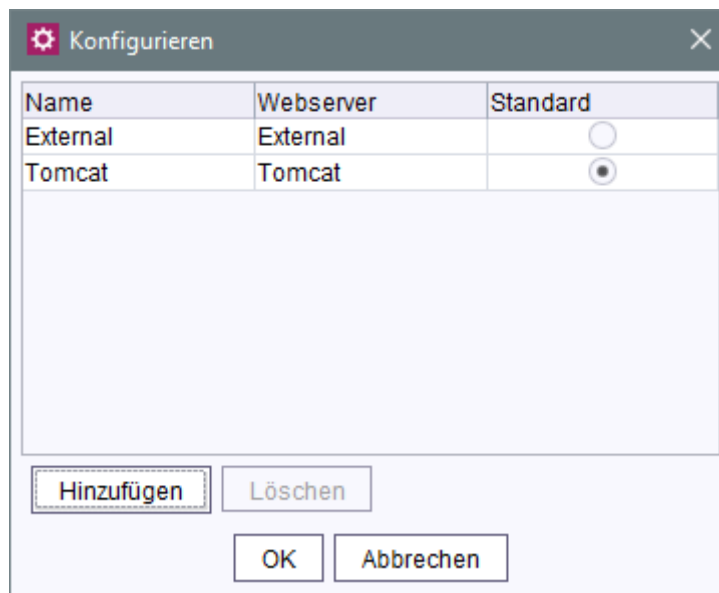 Konfigurieren
Name Webserver Standard
External External
Tomcat Tomcat
Hinzufügen Löschen
OK Abbrechen